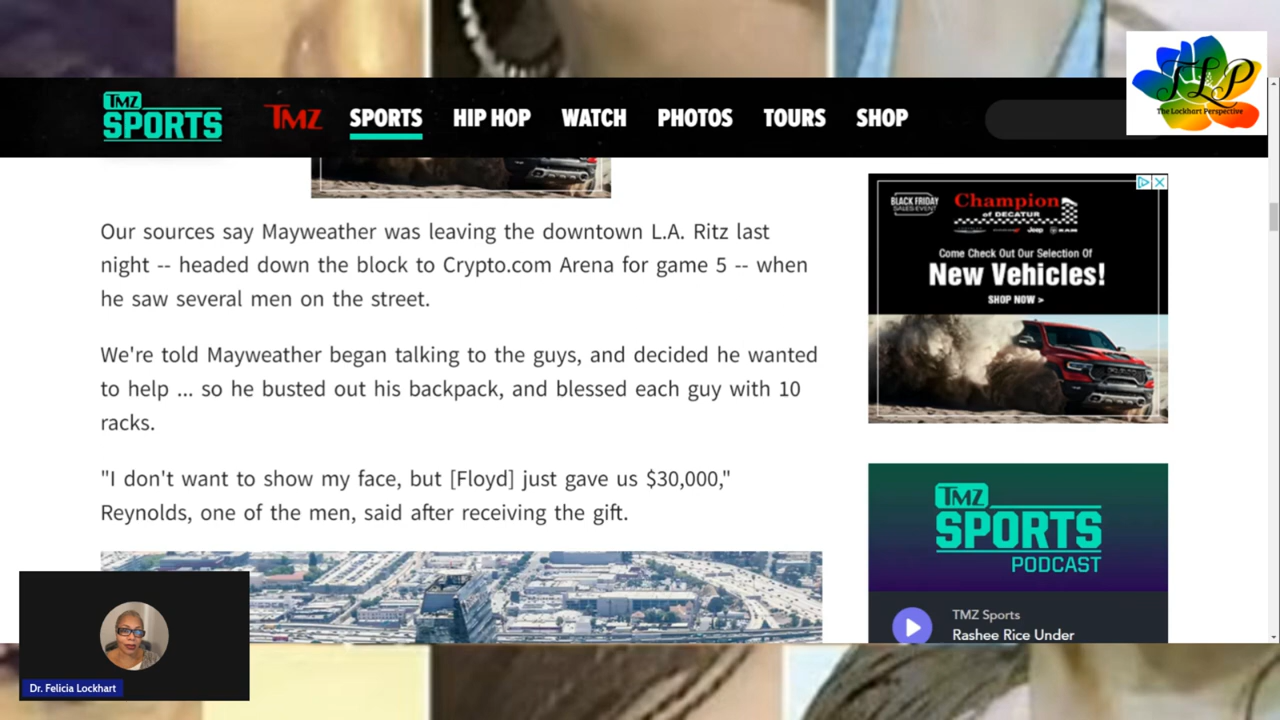 TMZ
SPORTS
TMZ
SPORTS
HIP HOP
WATCH
PHOTOS
TOURS
SHOP
TL&P
The Lockhart Perspective
Our sources say Mayweather was leaving the downtown L.A. Ritz last
night -- headed down the block to Crypto.com Arena for game 5 -- when
he saw several men on the street.
We're told Mayweather began talking to the guys, and decided he wanted
to help ... so he busted out his backpack, and blessed each guy with 10
racks.
"I don't want to show my face, but [Floyd] just gave us $30,000,"
Reynolds, one of the men, said after receiving the gift.
BLACK FRIDAY
SALES EVENT
Champion
OF DECATUR
Jeep
RAM
Come Check Out Our Selection Of
New Vehicles!
SHOP NOW >
TMZ
SPORTS
PODCAST
TMZ Sports
Rashee Rice Under
Dr. Felicia Lockhart